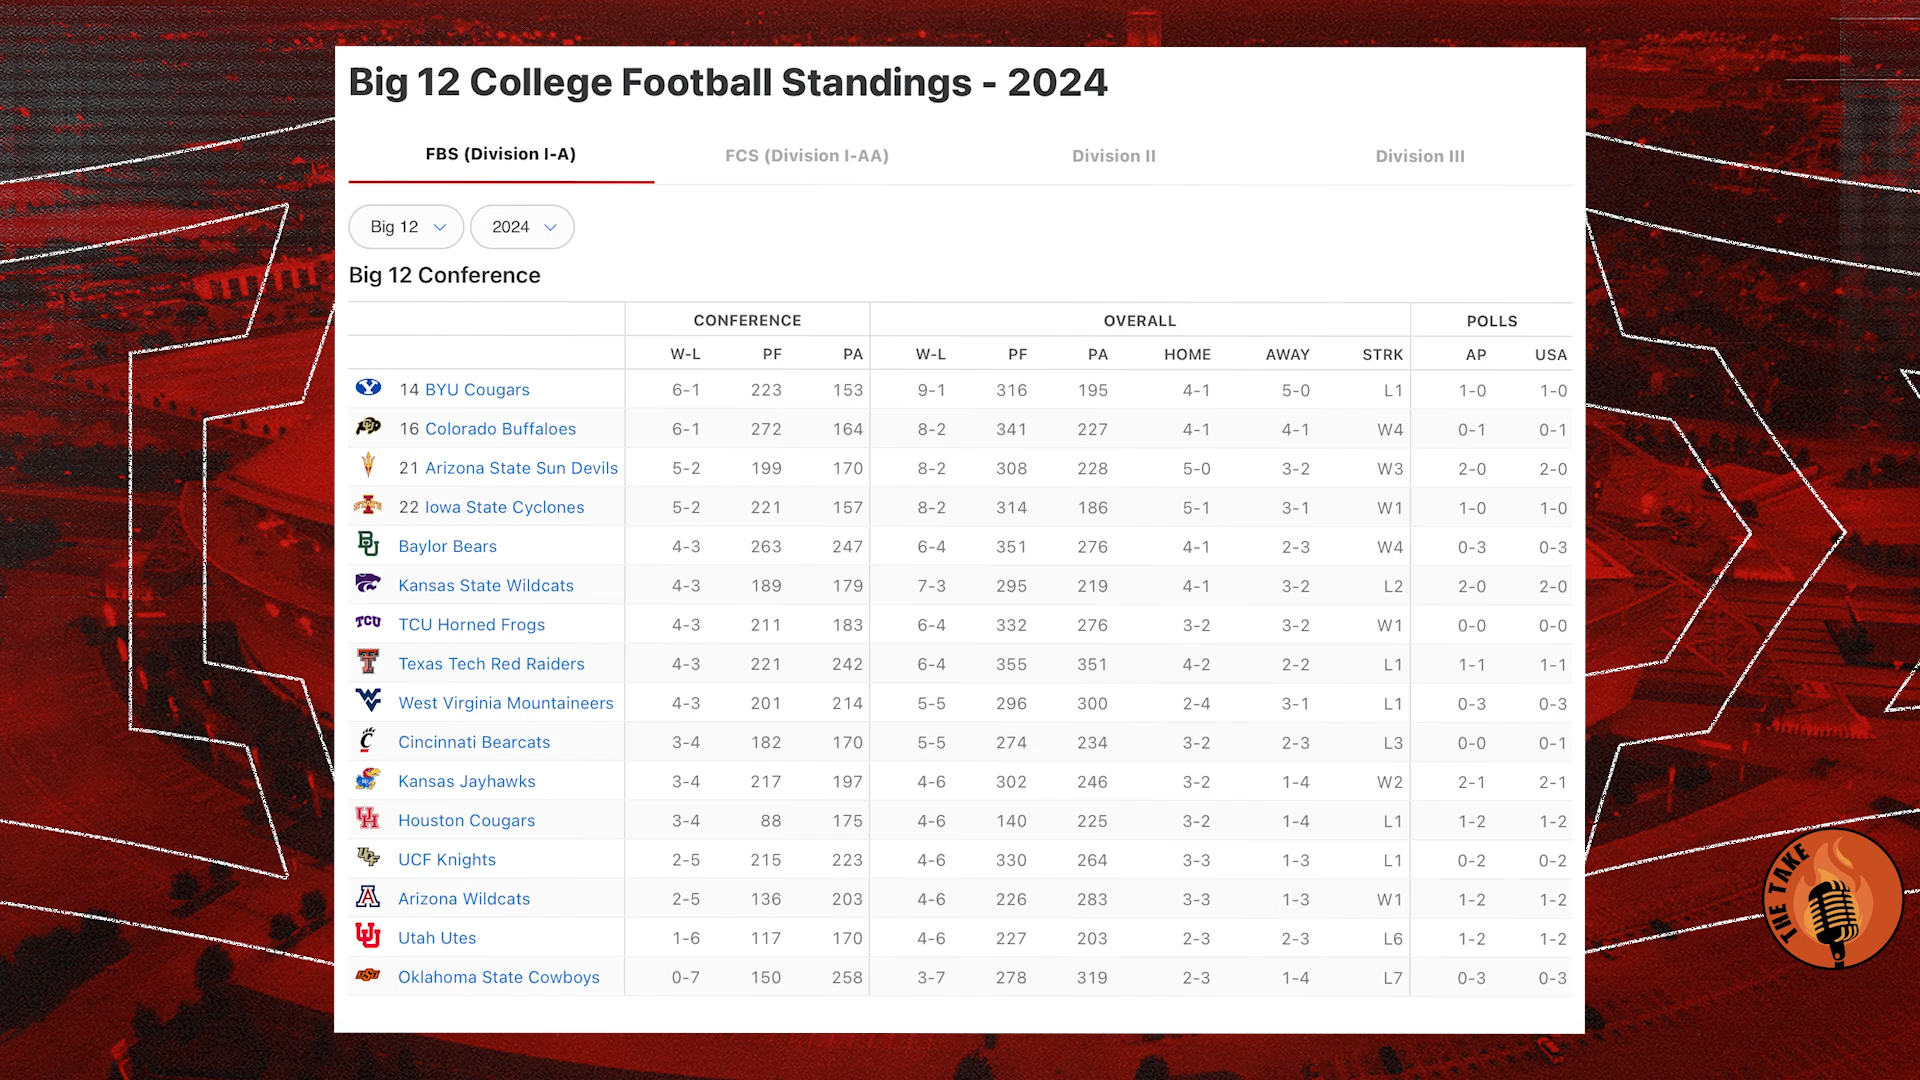 Big 12 College Football Standings - 2024
FBS (Division I-A) FCS (Division I-AA) Division II Division III
Big 12 2024
Big 12 Conference
CONFERENCE OVERALL POLLS
W-L PF PA W-L PF PA HOME AWAY STRK AP USA
14 BYU Cougars 6-1 223 153 9-1 316 195 4-1 5-0 L1 1-0 1-0
16 Colorado Buffaloes 6-1 272 164 8-2 341 227 4-1 4-1 W4 0-1 0-1
21 Arizona State Sun Devils 5-2 199 170 8-2 308 228 5-0 3-2 W3 2-0 2-0
22 Iowa State Cyclones 5-2 221 157 8-2 314 186 5-1 3-1 W1 1-0 1-0
BU Baylor Bears 4-3 263 247 6-4 351 276 4-1 2-3 W4 0-3 0-3
Kansas State Wildcats 4-3 189 179 7-3 295 219 4-1 3-2 L2 2-0 2-0
TCU TCU Horned Frogs 4-3 211 183 6-4 332 276 3-2 3-2 W1 0-0 0-0
Texas Tech Red Raiders 4-3 221 242 6-4 355 351 4-2 2-2 L1 1-1 1-1
WV West Virginia Mountaineers 4-3 201 214 5-5 296 300 2-4 3-1 L1 0-3 0-3
C Cincinnati Bearcats 3-4 182 170 5-5 274 234 3-2 2-3 L3 0-0 0-1
Kansas Jayhawks 3-4 217 197 4-6 302 246 3-2 1-4 W2 2-1 2-1
UH Houston Cougars 3-4 88 175 4-6 140 225 3-2 1-4 L1 1-2 1-2
UCF UCF Knights 2-5 215 223 4-6 330 264 3-3 1-3 L1 0-2 0-2
A Arizona Wildcats 2-5 136 203 4-6 226 283 3-3 1-3 W1 1-2 1-2
UU Utah Utes 1-6 117 170 4-6 227 203 2-3 2-3 L6 1-2 1-2
OSU Oklahoma State Cowboys 0-7 150 258 3-7 278 319 2-3 1-4 L7 0-3 0-3
THE TAKE